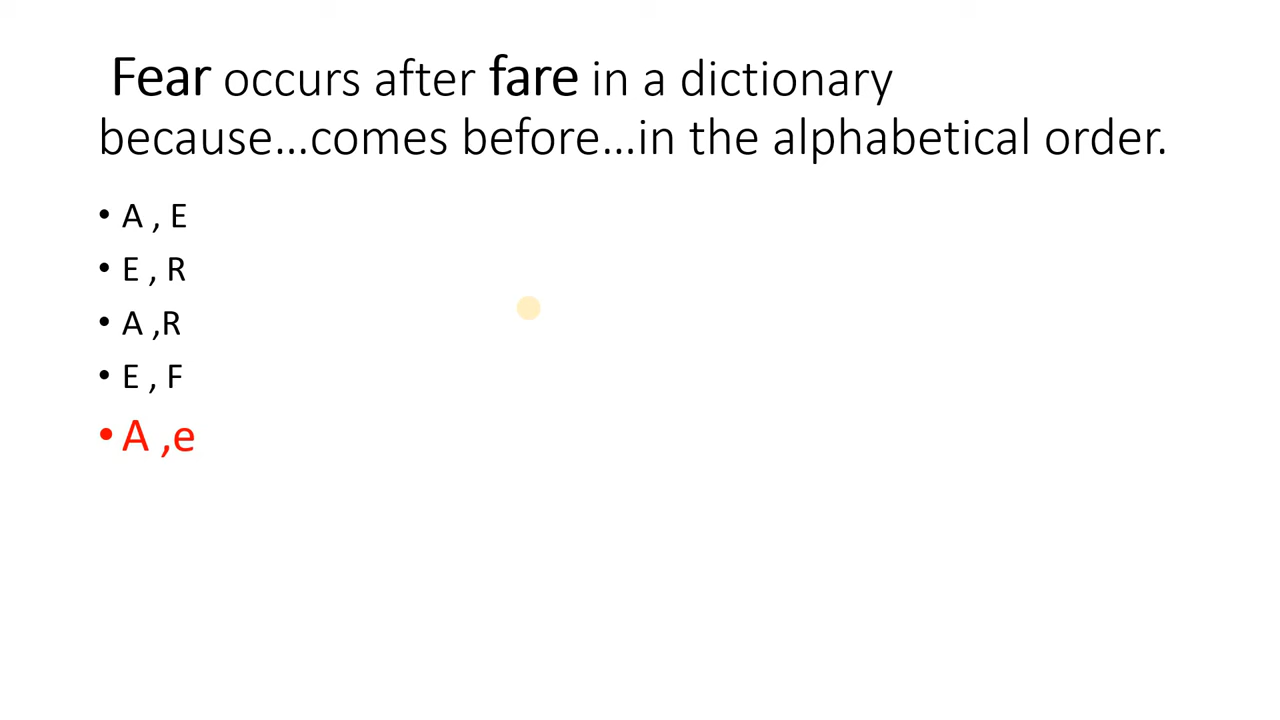 Fear occurs after fare in a dictionary
because...comes before...in the alphabetical order.
• A , E
• E , R
• A ,R
• E , F
• A ,e